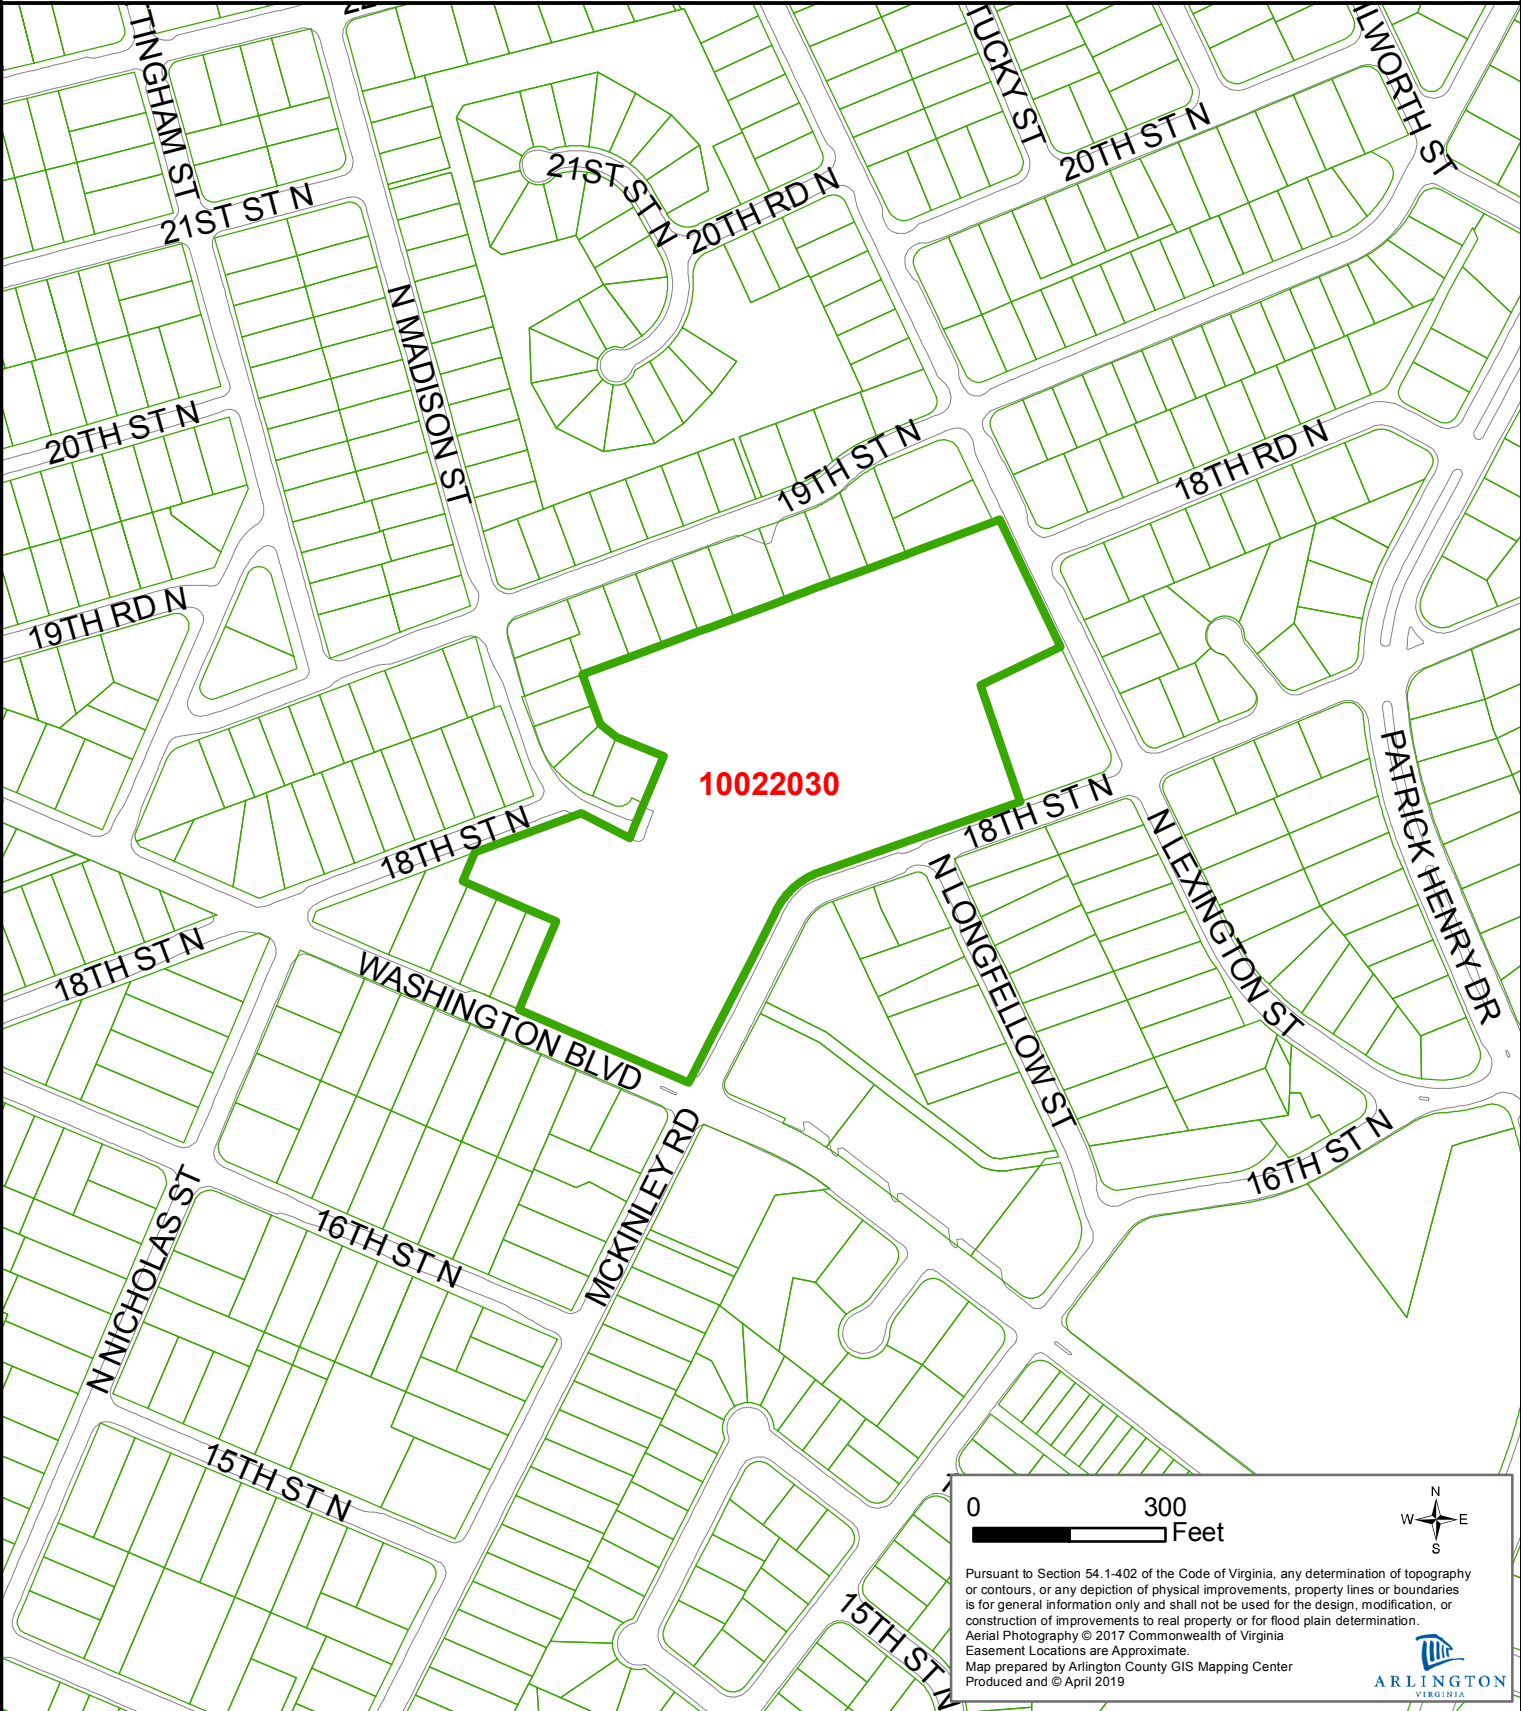 TINGHAM ST
TUCKY ST
ILWORTH ST
20TH ST N
21ST ST N
20TH RD N
21ST ST N
N MADISON ST
20TH ST N
19TH ST N
18TH RD N
19TH RD N
10022030
18TH ST N
18TH ST N
N LEXINGTON ST
PATRICK HENRY DR
N LONGFELLOW ST
18TH ST N
WASHINGTON BLVD
MCKINLEY RD
16TH ST N
N NICHOLAS ST
16TH ST N
15TH ST N
15TH ST N
0 300
Feet
N
W E
S
Pursuant to Section 54.1-402 of the Code of Virginia, any determination of topography
or contours, or any depiction of physical improvements, property lines or boundaries
is for general information only and shall not be used for the design, modification, or
construction of improvements to real property or for flood plain determination.
Aerial Photography © 2017 Commonwealth of Virginia
Easement Locations are Approximate.
Map prepared by Arlington County GIS Mapping Center
Produced and © April 2019
ARLINGTON
VIRGINIA